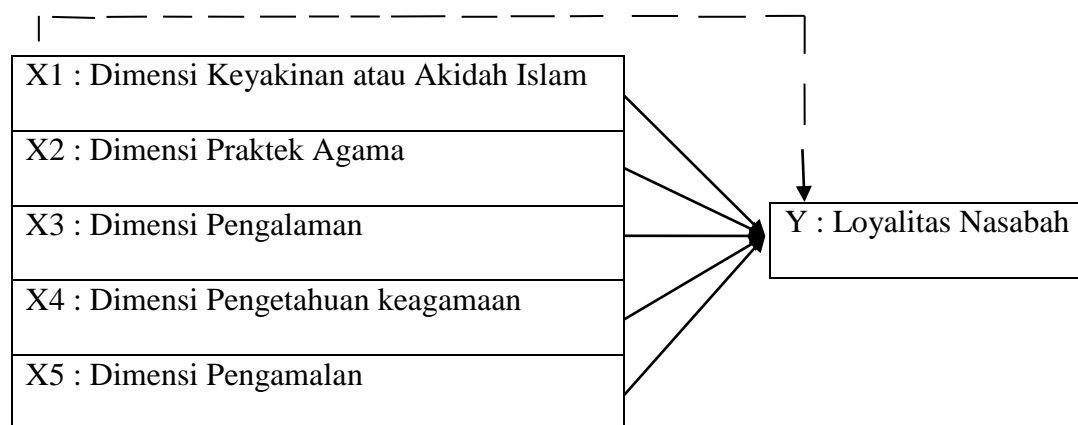 X1 : Dimensi Keyakinan atau Akidah Islam
X2 : Dimensi Praktek Agama
X3 : Dimensi Pengalaman
X4 : Dimensi Pengetahuan keagamaan
X5 : Dimensi Pengamalan
Y : Loyalitas Nasabah